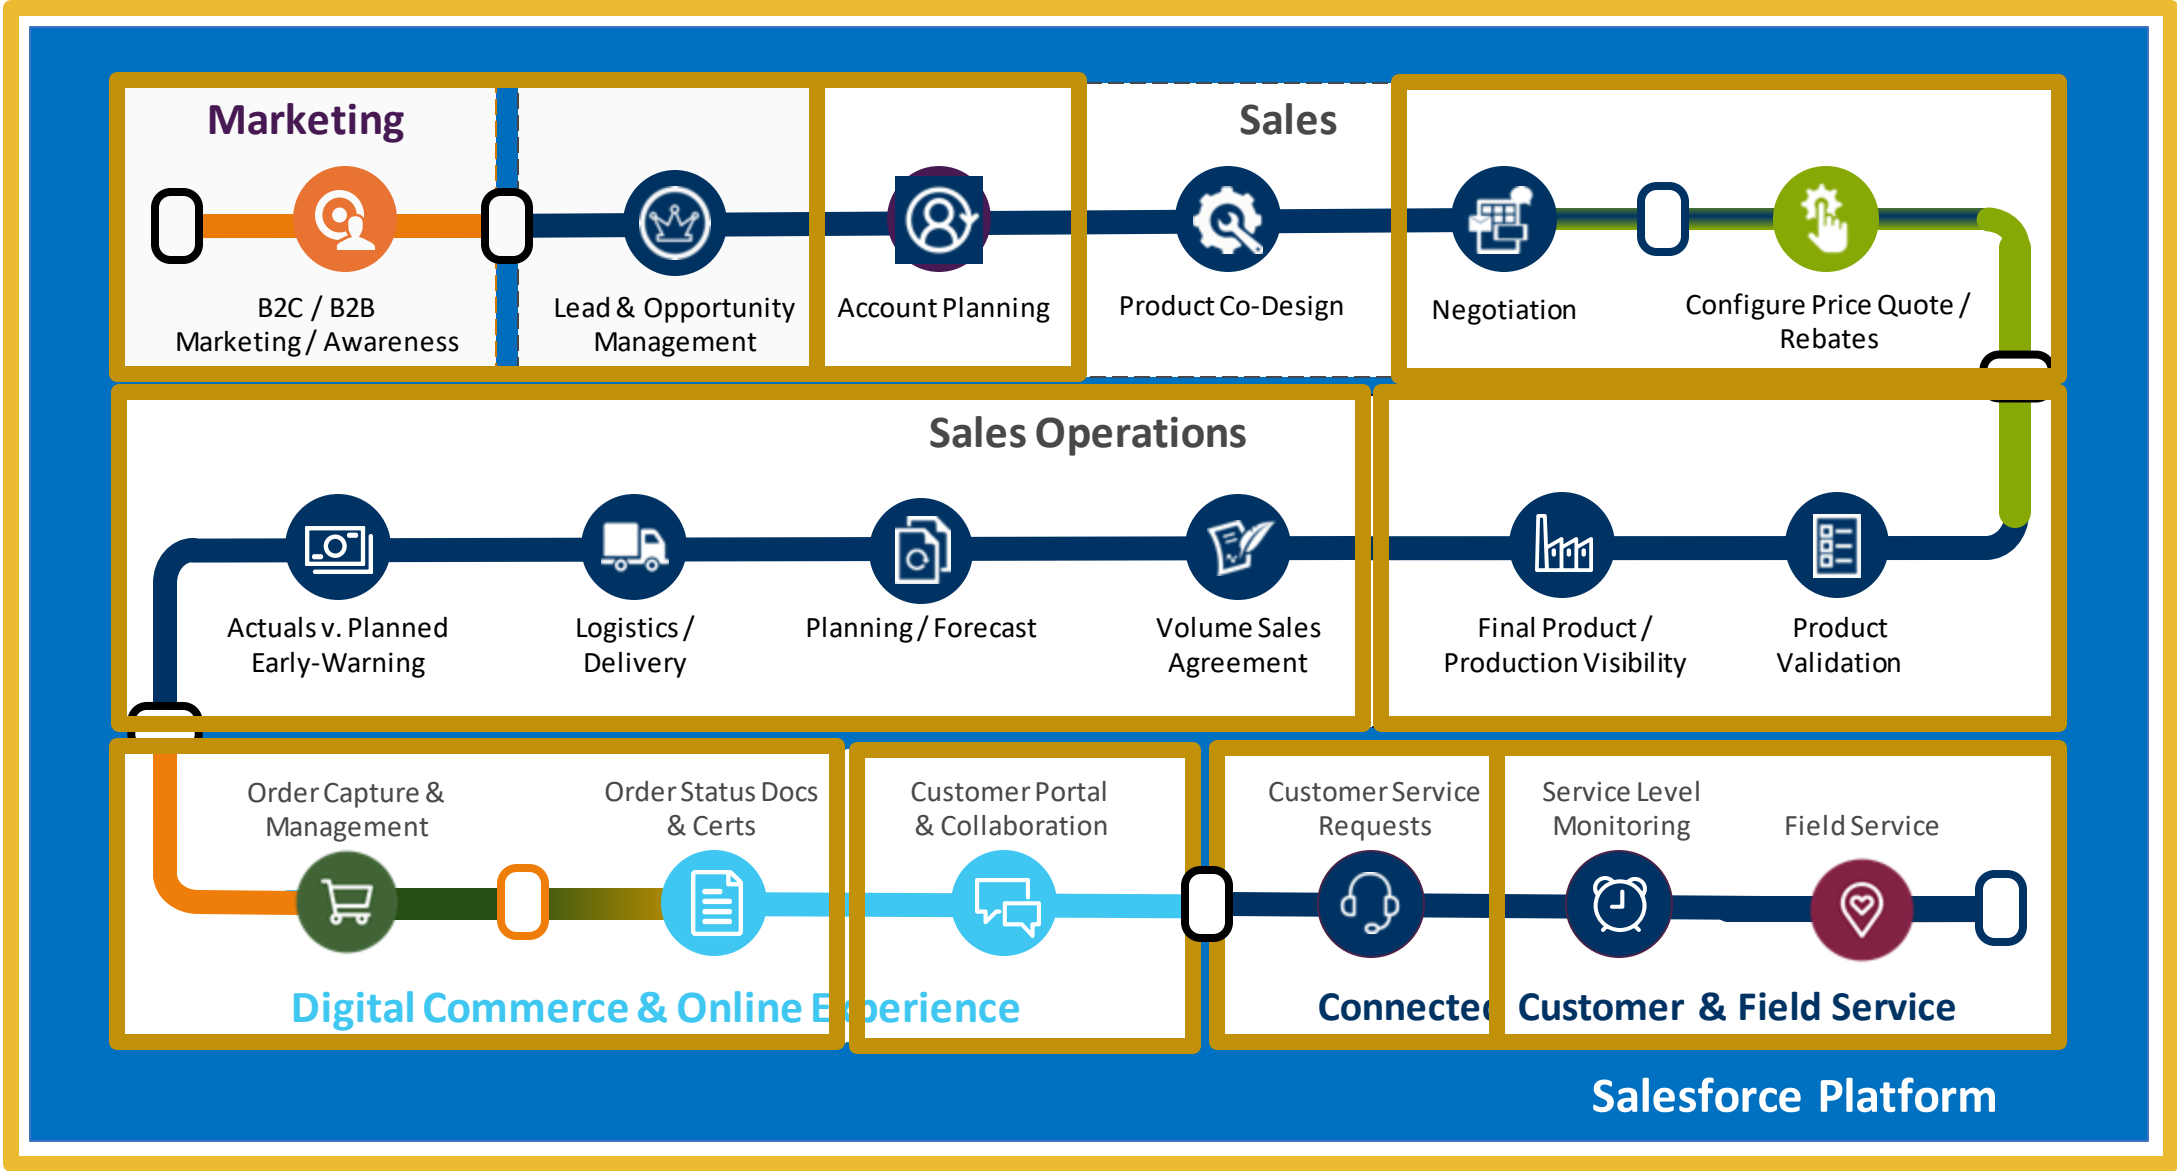 Marketing
Sales
B2C / B2B
Marketing / Awareness
Lead & Opportunity
Management
Account Planning
Product Co-Design
Negotiation
Configure Price Quote /
Rebates
Sales Operations
Actuals v. Planned
Early-Warning
Logistics /
Delivery
Planning / Forecast
Volume Sales
Agreement
Final Product /
Production Visibility
Product
Validation
Order Capture &
Management
Order Status Docs
& Certs
Customer Portal
& Collaboration
Customer Service
Requests
Service Level
Monitoring
Field Service
Digital Commerce & Online Experience
Connected Customer & Field Service
Salesforce Platform